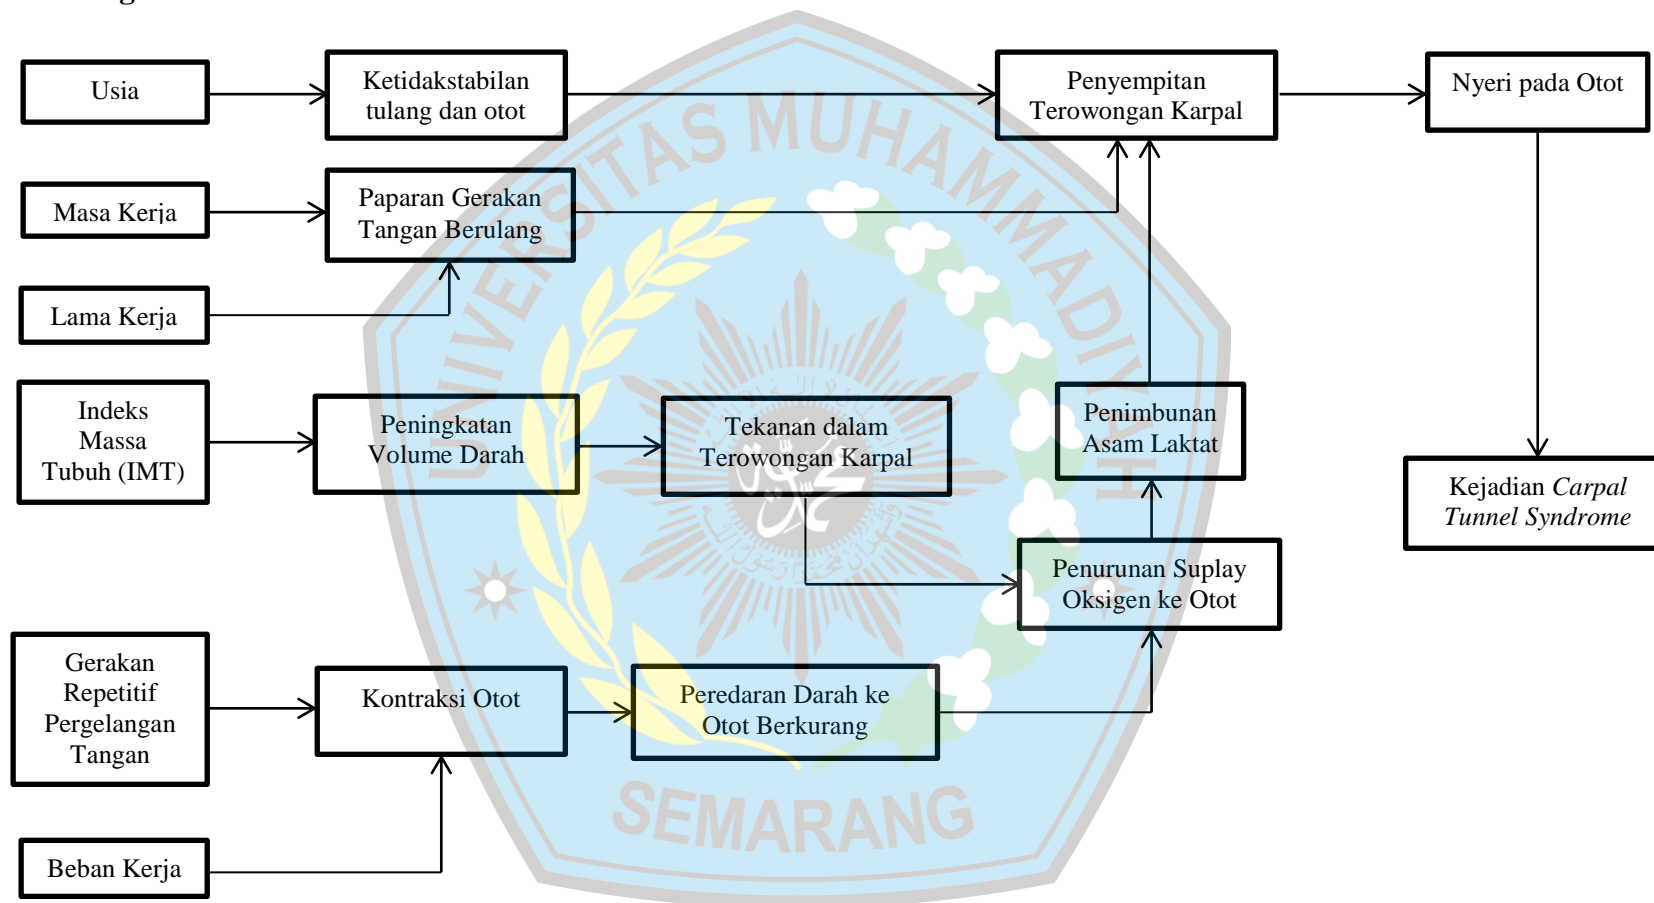 Usia
Ketidakstabilan
tulang dan otot
Penyempitan
Terowongan Karpal
Nyeri pada Otot
Masa Kerja
Paparan Gerakan
Tangan Berulang
Lama Kerja
Indeks
Massa
Tubuh (IMT)
Peningkatan
Volume Darah
Tekanan dalam
Terowongan Karpal
Penimbunan
Asam Laktat
Kejadian Carpal
Tunnel Syndrome
Penurunan Suplay
Oksigen ke Otot
Gerakan
Repetitif
Pergelangan
Tangan
Kontraksi Otot
Peredaran Darah ke
Otot Berkurang
Beban Kerja
UNIVERSITAS MUHAMMADIYAH
SEMARANG